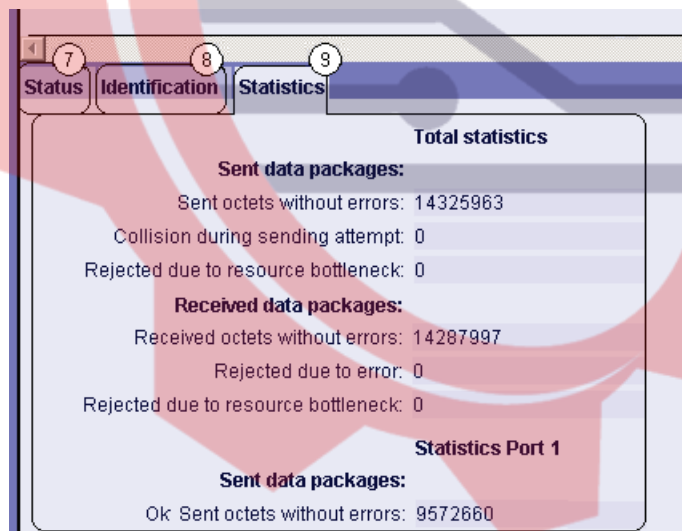 7 8 9
Status Identification Statistics
Total statistics
Sent data packages:
Sent octets without errors: 14325963
Collision during sending attempt: 0
Rejected due to resource bottleneck: 0
Received data packages:
Received octets without errors: 14287997
Rejected due to error: 0
Rejected due to resource bottleneck: 0
Statistics Port 1
Sent data packages:
Ok Sent octets without errors: 9572660